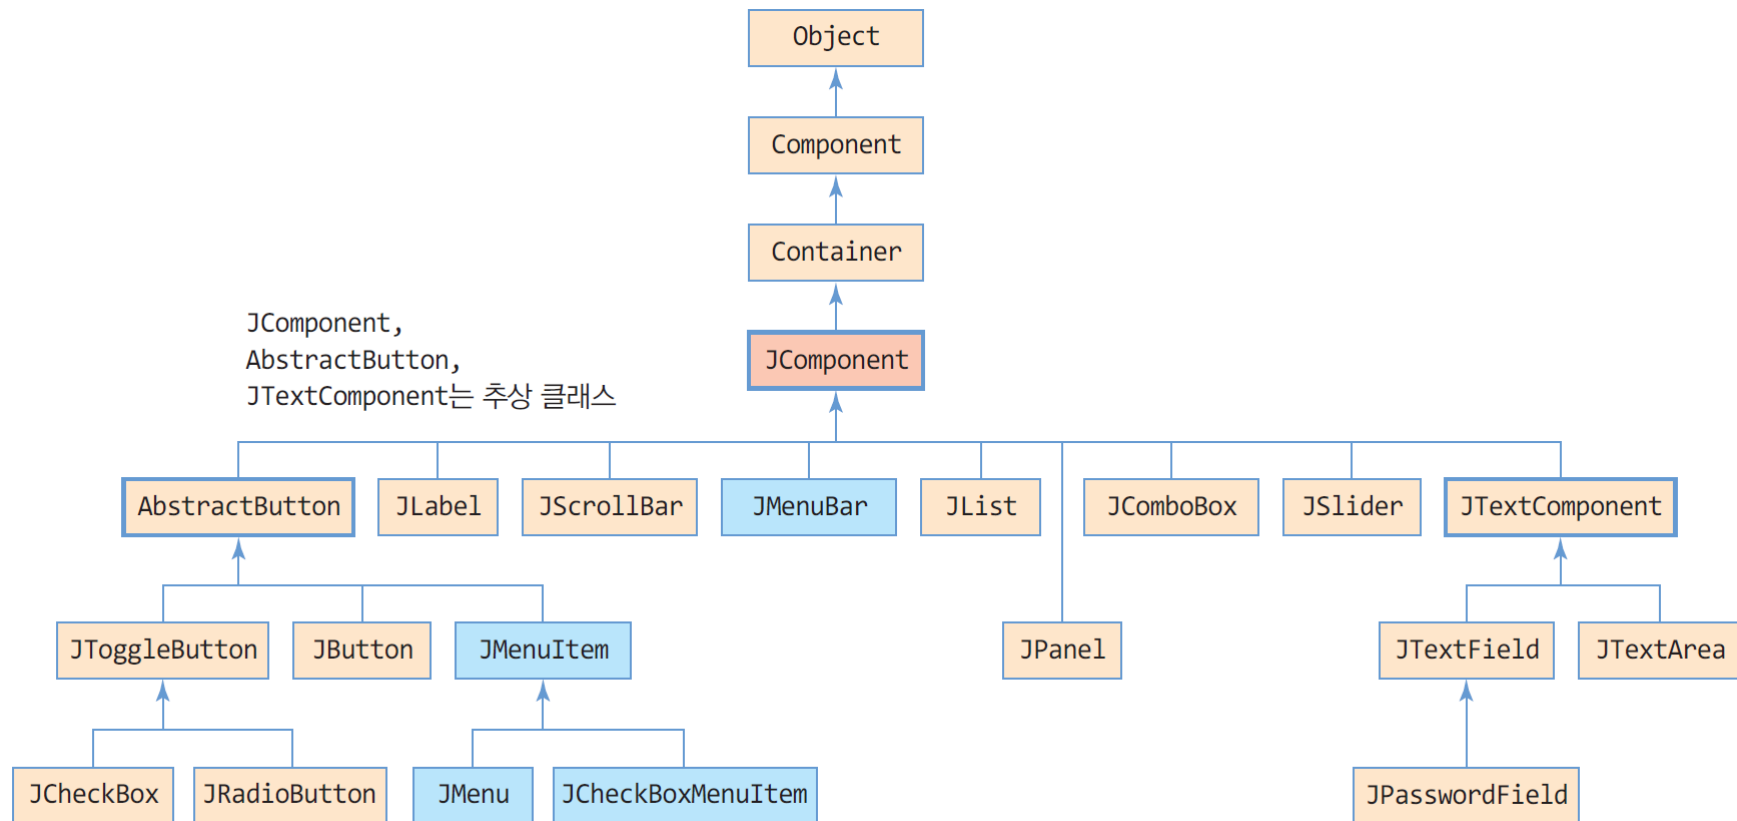 Object
Component
Container
JComponent,
AbstractButton,
JTextComponent는 추상 클래스
JComponent
AbstractButton
JLabel
JScrollBar
JMenuBar
JList
JComboBox
JSlider
JTextComponent
JToggleButton
JButton
JMenuItem
JPanel
JTextField
JTextArea
JCheckBox
JRadioButton
JMenu
JCheckBoxMenuItem
JPasswordField